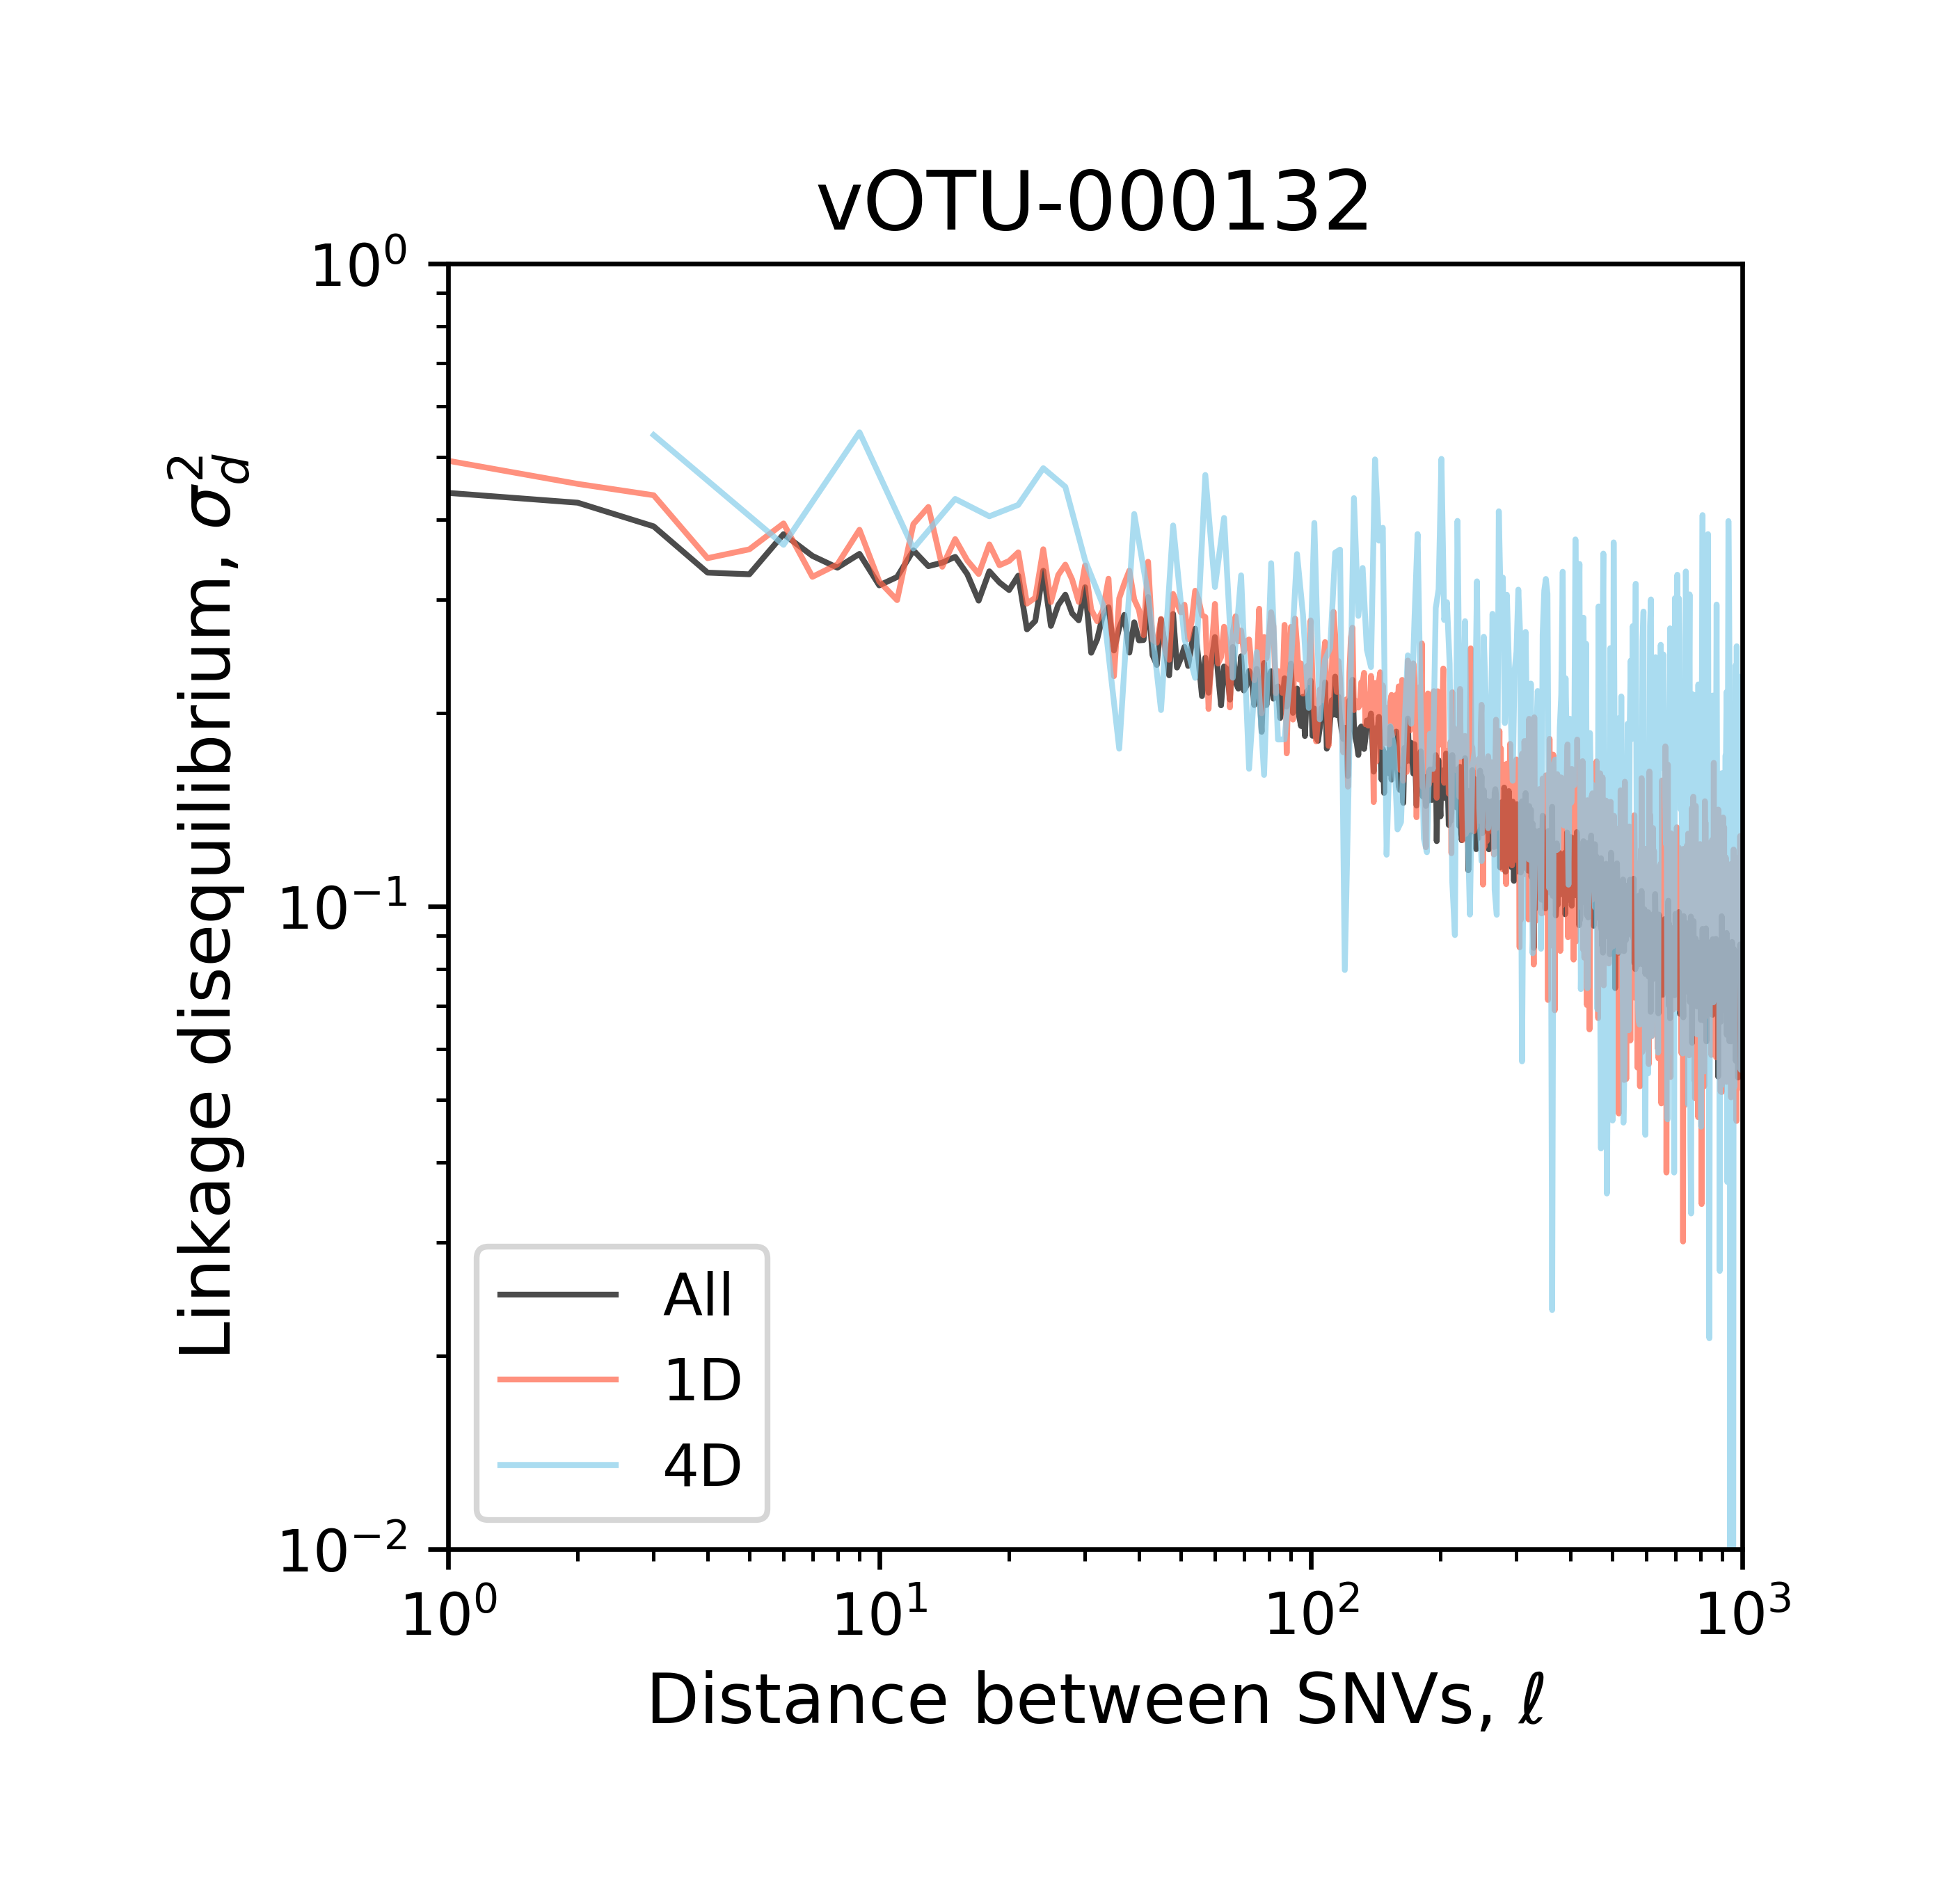 vOTU-000132
10⁰
10⁻¹
10⁻²
Linkage disequilibrium, σ²_d
All
1D
4D
10⁰ 10¹ 10² 10³
Distance between SNVs, ℓ